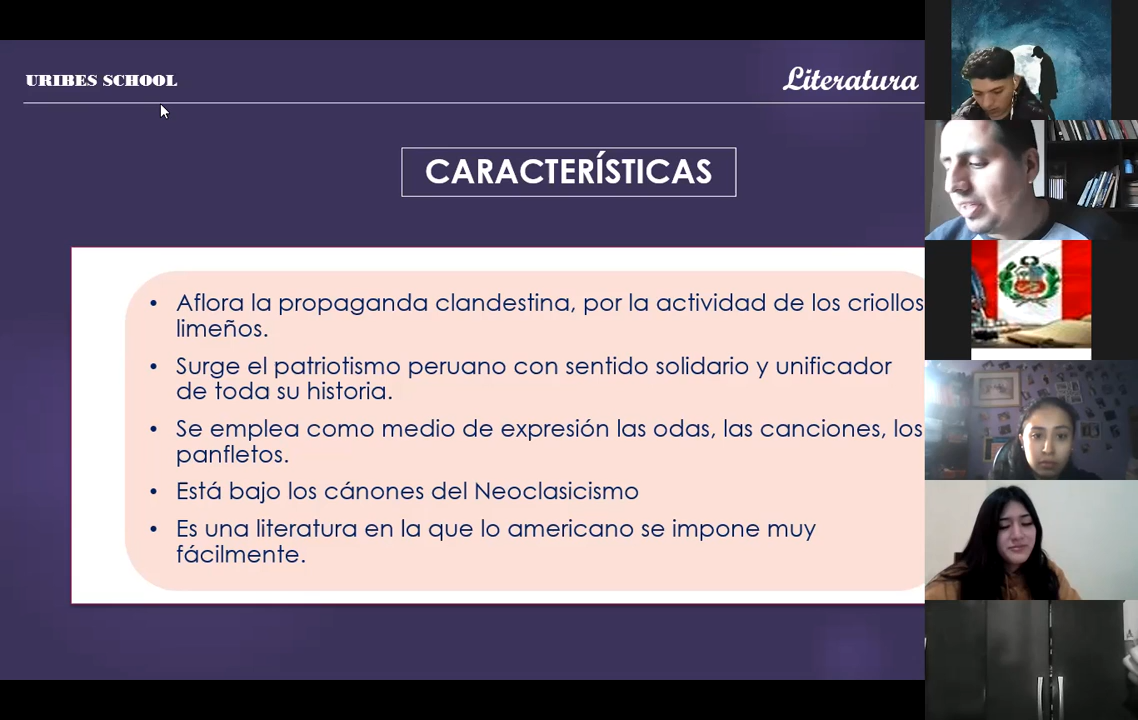 URIBES SCHOOL
Literatura
CARACTERÍSTICAS
• Aflora la propaganda clandestina, por la actividad de los criollos
limeños.
• Surge el patriotismo peruano con sentido solidario y unificador
de toda su historia.
• Se emplea como medio de expresión las odas, las canciones, los
panfletos.
• Está bajo los cánones del Neoclasicismo
• Es una literatura en la que lo americano se impone muy
fácilmente.